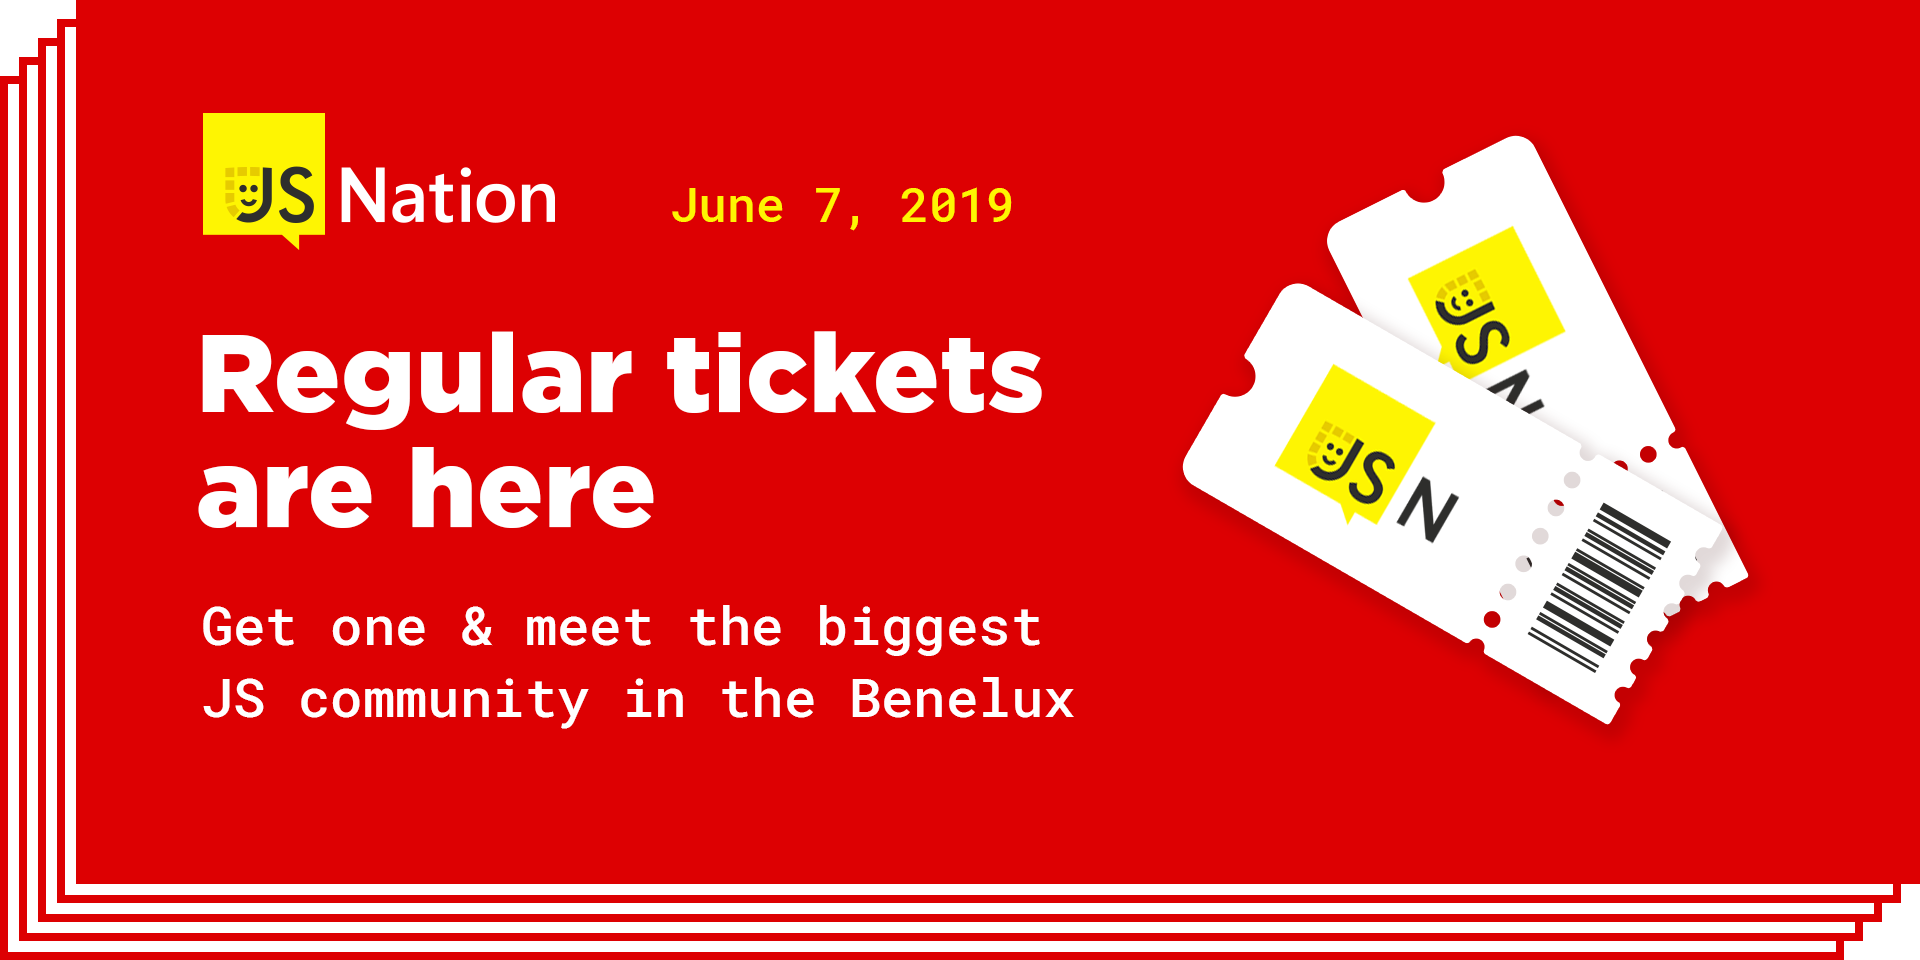 JS Nation
June 7, 2019
Regular tickets
are here
Get one & meet the biggest
JS community in the Benelux
JS N
JS N